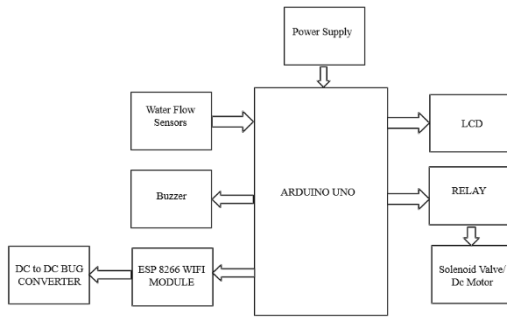 Power Supply
Water Flow
Sensors
LCD
Buzzer
ARDUINO UNO
RELAY
DC to DC BUG
CONVERTER
ESP 8266 WIFI
MODULE
Solenoid Valve/
Dc Motor